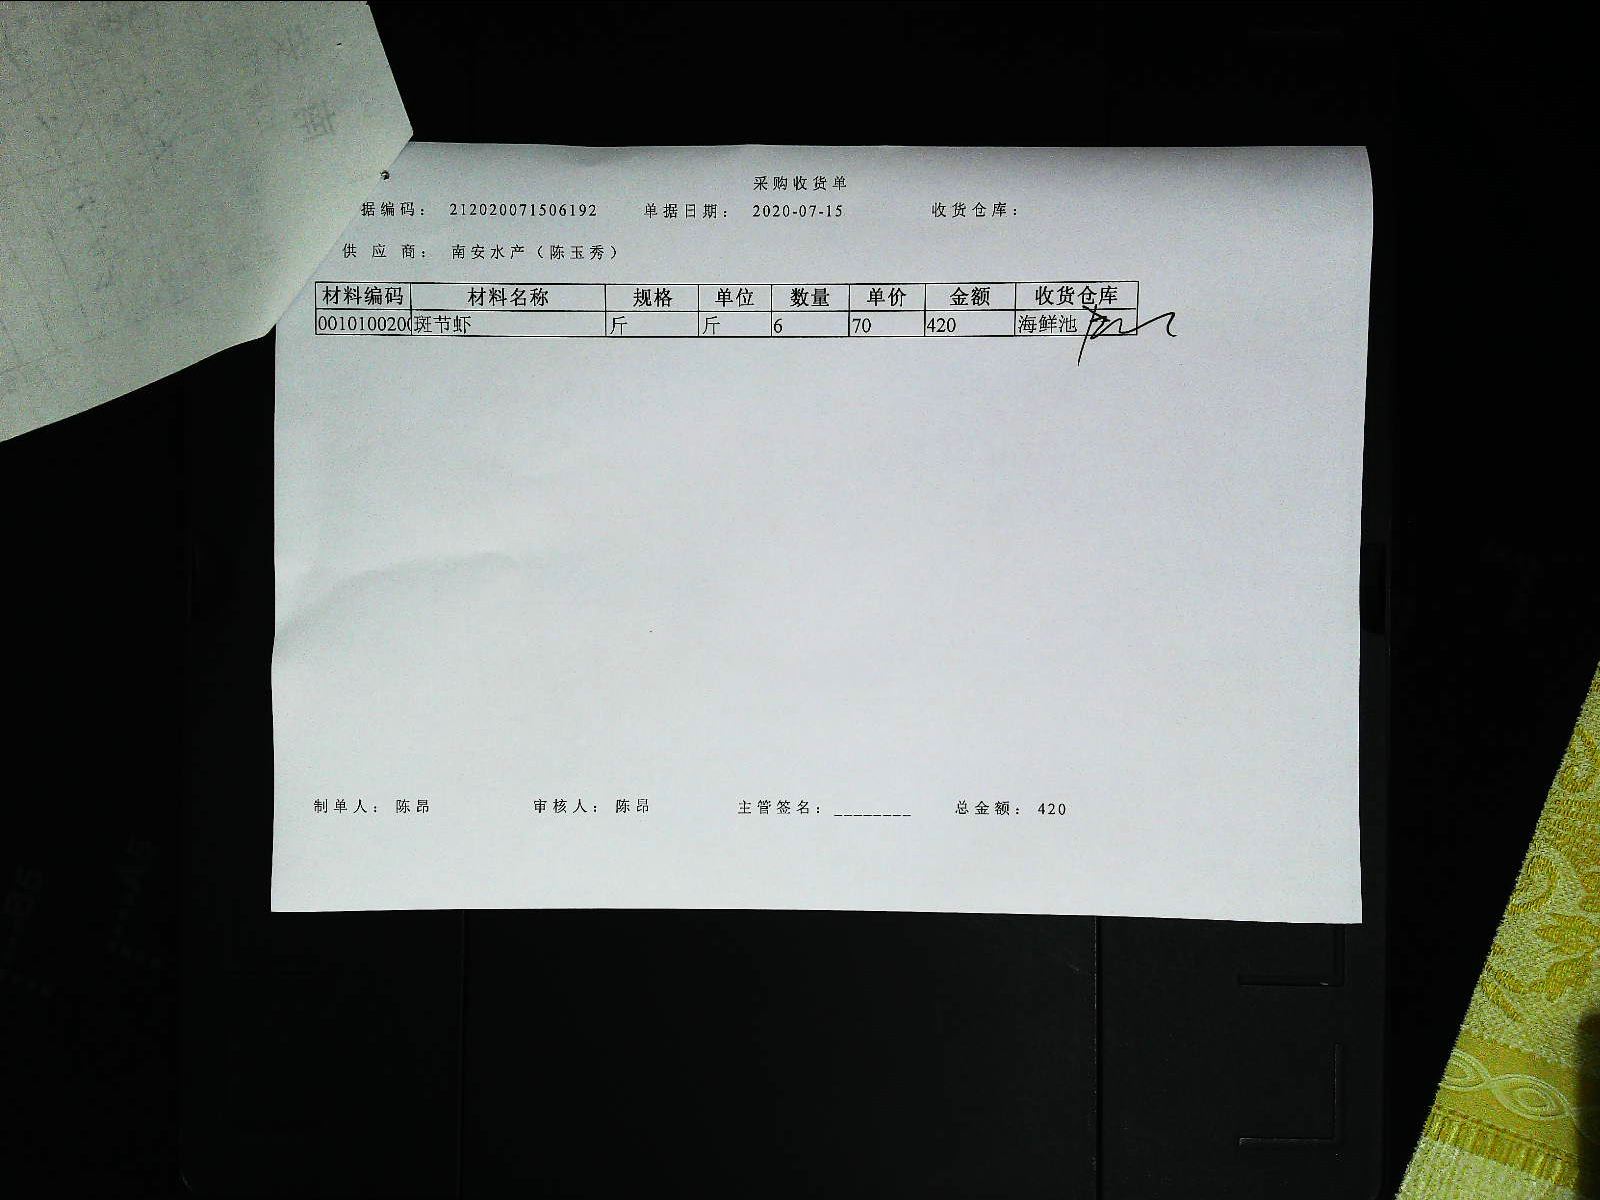 采购收货单
据编码： 212020071506192 单据日期： 2020-07-15 收货仓库：
供 应 商： 南安水产（陈玉秀）
材料编码 材料名称 规格 单位 数量 单价 金额 收货仓库
0010100200 斑节虾 斤 斤 6 70 420 海鲜池
制单人： 陈昂 审核人： 陈昂 主管签名：________ 总金额： 420